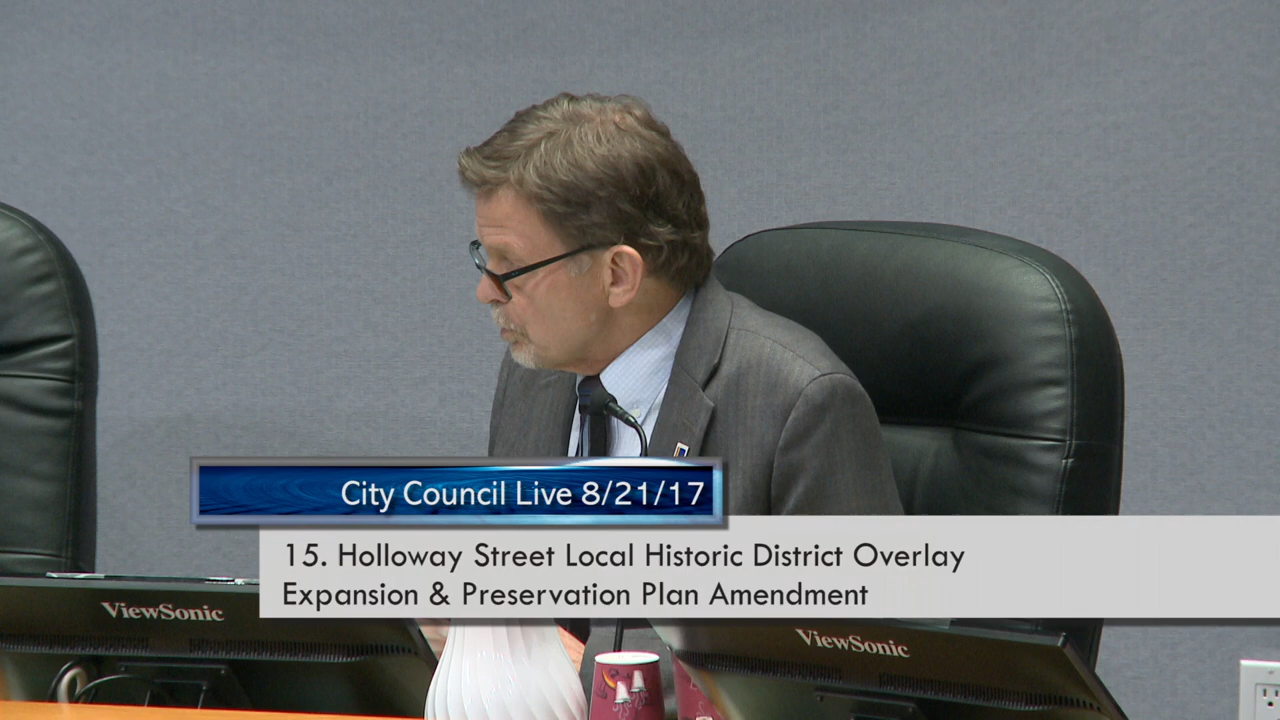 City Council Live 8/21/17
15. Holloway Street Local Historic District Overlay
Expansion & Preservation Plan Amendment
ViewSonic
ViewSonic